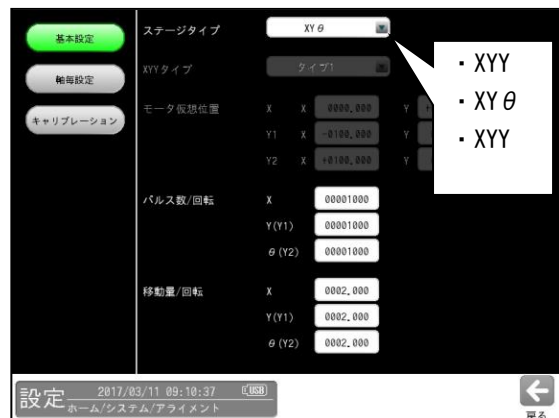 基本設定
軸毎設定
キャリブレーション
ステージタイプ XYθ
XYYタイプ タイプ1
モータ仮想位置 X X 0000.000 Y
Y1 X -0100.000 Y
Y2 X +0100.000 Y
パルス数/回転 X 00001000
Y(Y1) 00001000
θ(Y2) 00001000
移動量/回転 X 0002.000
Y(Y1) 0002.000
θ(Y2) 0002.000
・XYY
・XYθ
・XYY
設定 2017/03/11 09:10:37 USB
ホーム/システム/アライメント
戻る